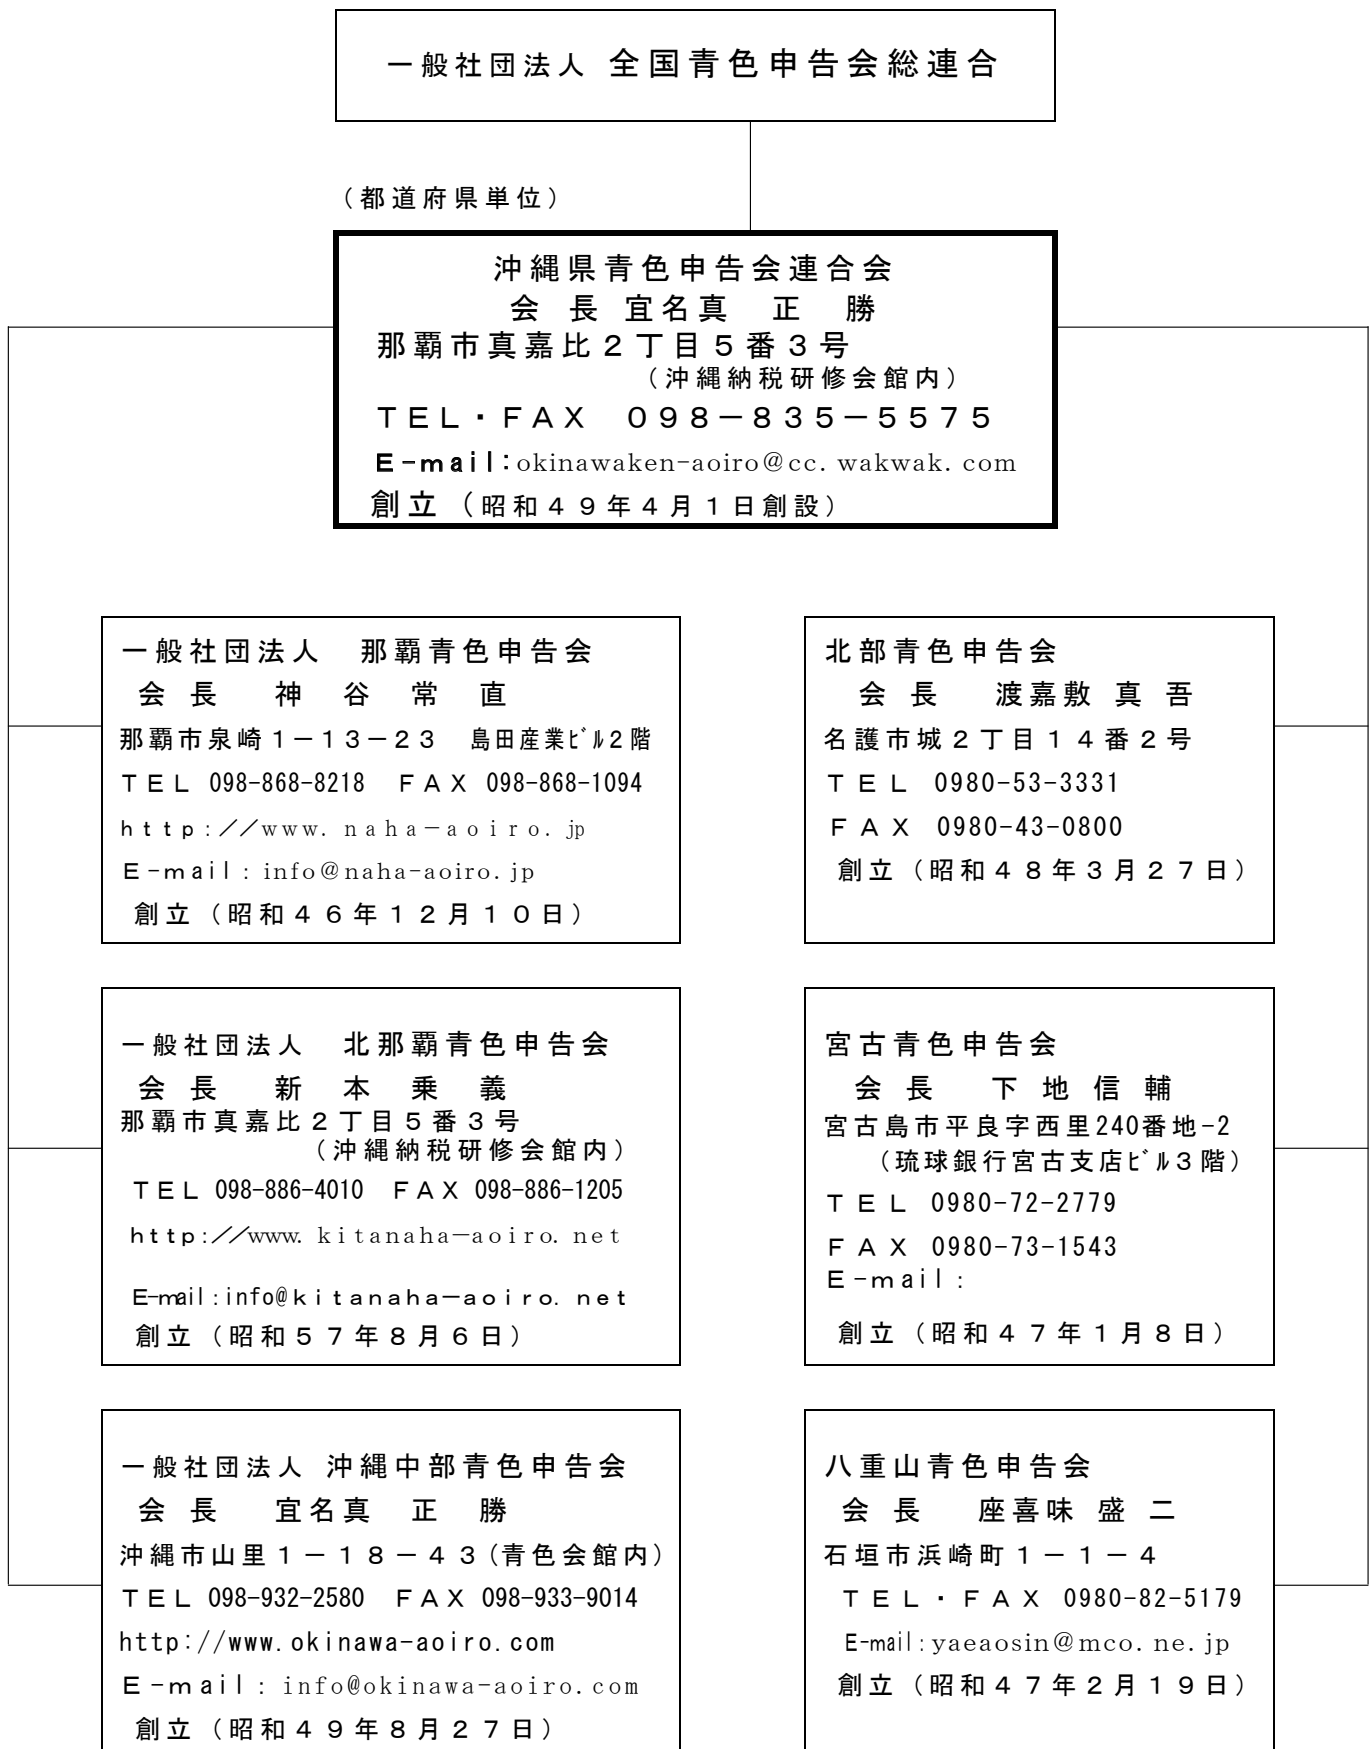 一般社団法人 全国青色申告会総連合
（都道府県単位）
沖縄県青色申告会連合会
会 長 宜名真 正 勝
那覇市真嘉比２丁目５番３号
（沖縄納税研修会館内）
ＴＥＬ・ＦＡＸ ０９８－８３５－５５７５
E-mail:okinawaken-aoiro@cc.wakwak.com
創立（昭和４９年４月１日創設）
一般社団法人 那覇青色申告会
会 長 神 谷 常 直
那覇市泉崎１－１３－２３ 島田産業ﾋﾞﾙ２階
ＴＥＬ 098-868-8218 ＦＡＸ 098-868-1094
http://www.naha－aoiro.jp
E-mail: info@naha-aoiro.jp
創立（昭和４６年１２月１０日）
北部青色申告会
会 長 渡嘉敷 真 吾
名護市城２丁目１４番２号
ＴＥＬ 0980-53-3331
ＦＡＸ 0980-43-0800
創立（昭和４８年３月２７日）
一般社団法人 北那覇青色申告会
会 長 新 本 乗 義
那覇市真嘉比２丁目５番３号
（沖縄納税研修会館内）
ＴＥＬ 098-886-4010 ＦＡＸ 098-886-1205
http://www.kitanaha－aoiro.net
E-mail:info@kitanaha－aoiro.net
創立（昭和５７年８月６日）
宮古青色申告会
会 長 下 地 信 輔
宮古島市平良字西里240番地-2
（琉球銀行宮古支店ﾋﾞﾙ３階）
ＴＥＬ 0980-72-2779
ＦＡＸ 0980-73-1543
E-mail:
創立（昭和４７年１月８日）
一般社団法人 沖縄中部青色申告会
会 長 宜名真 正 勝
沖縄市山里１－１８－４３(青色会館内)
ＴＥＬ 098-932-2580 ＦＡＸ 098-933-9014
http://www.okinawa-aoiro.com
E-mail: info@okinawa-aoiro.com
創立（昭和４９年８月２７日）
八重山青色申告会
会 長 座喜味 盛 二
石垣市浜崎町１－１－４
ＴＥＬ・ＦＡＸ 0980-82-5179
E-mail:yaeaosin@mco.ne.jp
創立（昭和４７年２月１９日）